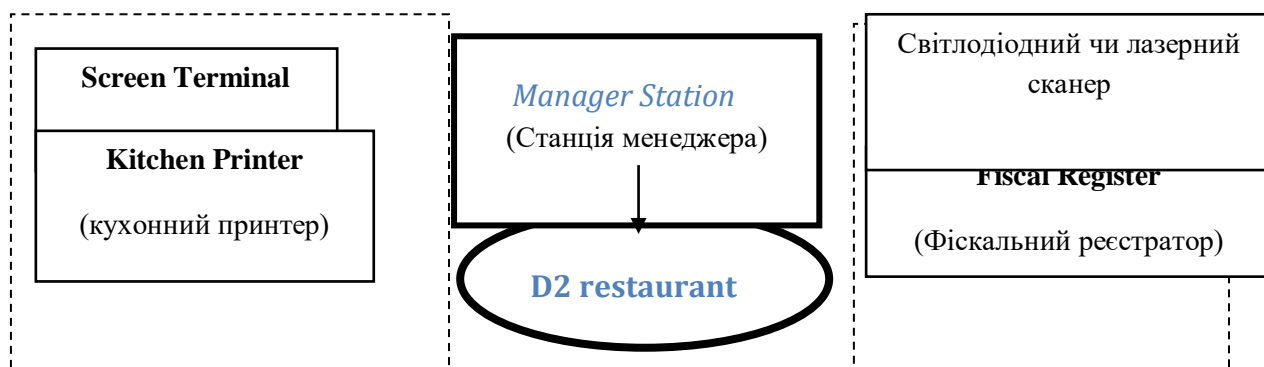 Screen Terminal
Kitchen Printer
(кухонний принтер)
Manager Station
(Станція менеджера)
D2 restaurant
Світлодіодний чи лазерний
сканер
Fiscal Register
(Фіскальний реєстратор)